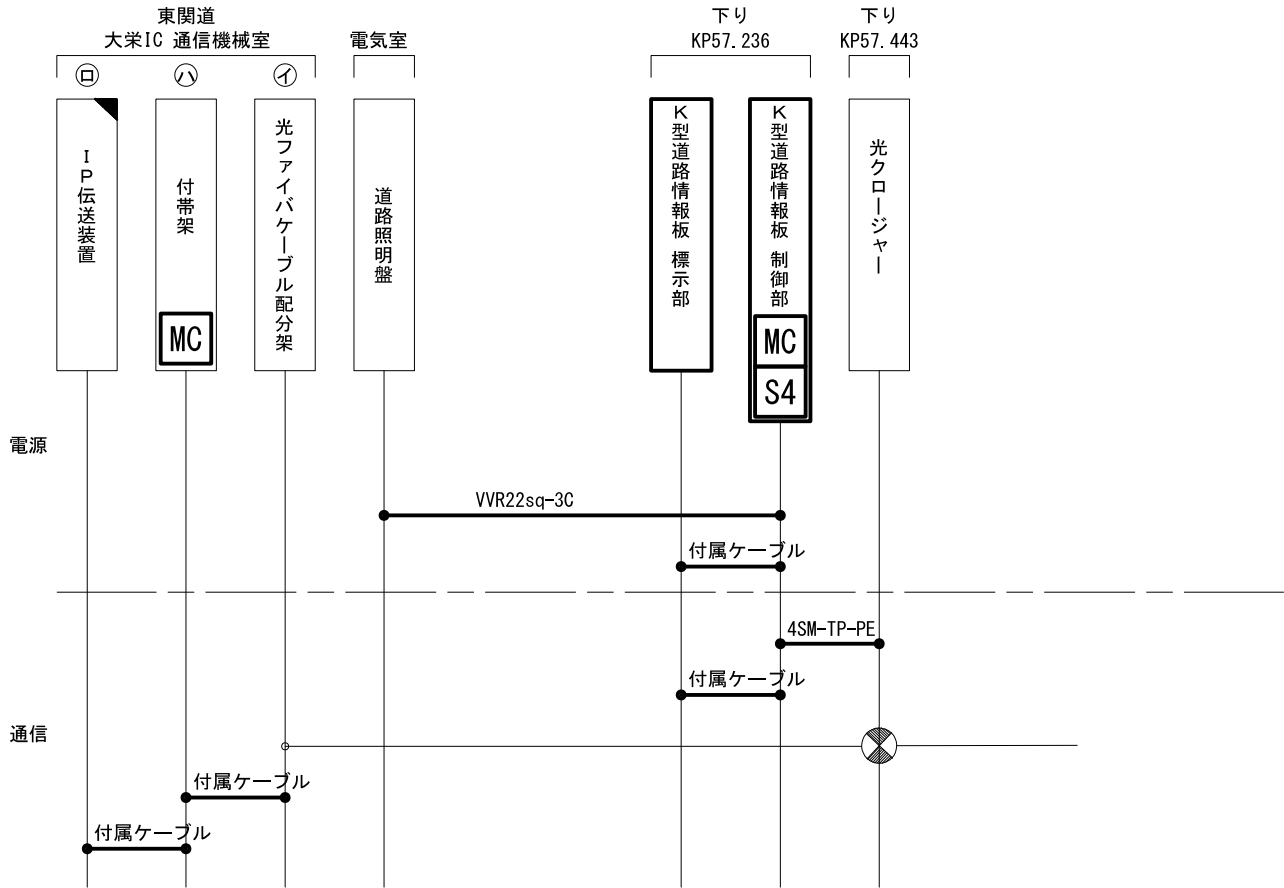 東関道
大栄IC 通信機械室
電気室
下り
KP57.236
下り
KP57.443
㋺
㋩
㋑
IP伝送装置
付帯架
MC
光ファイバケーブル配分架
道路照明盤
K型道路情報板 標示部
K型道路情報板 制御部
MC
S4
光クロージャー
電源
VVR22sq-3C
付属ケーブル
4SM-TP-PE
付属ケーブル
通信
付属ケーブル
付属ケーブル